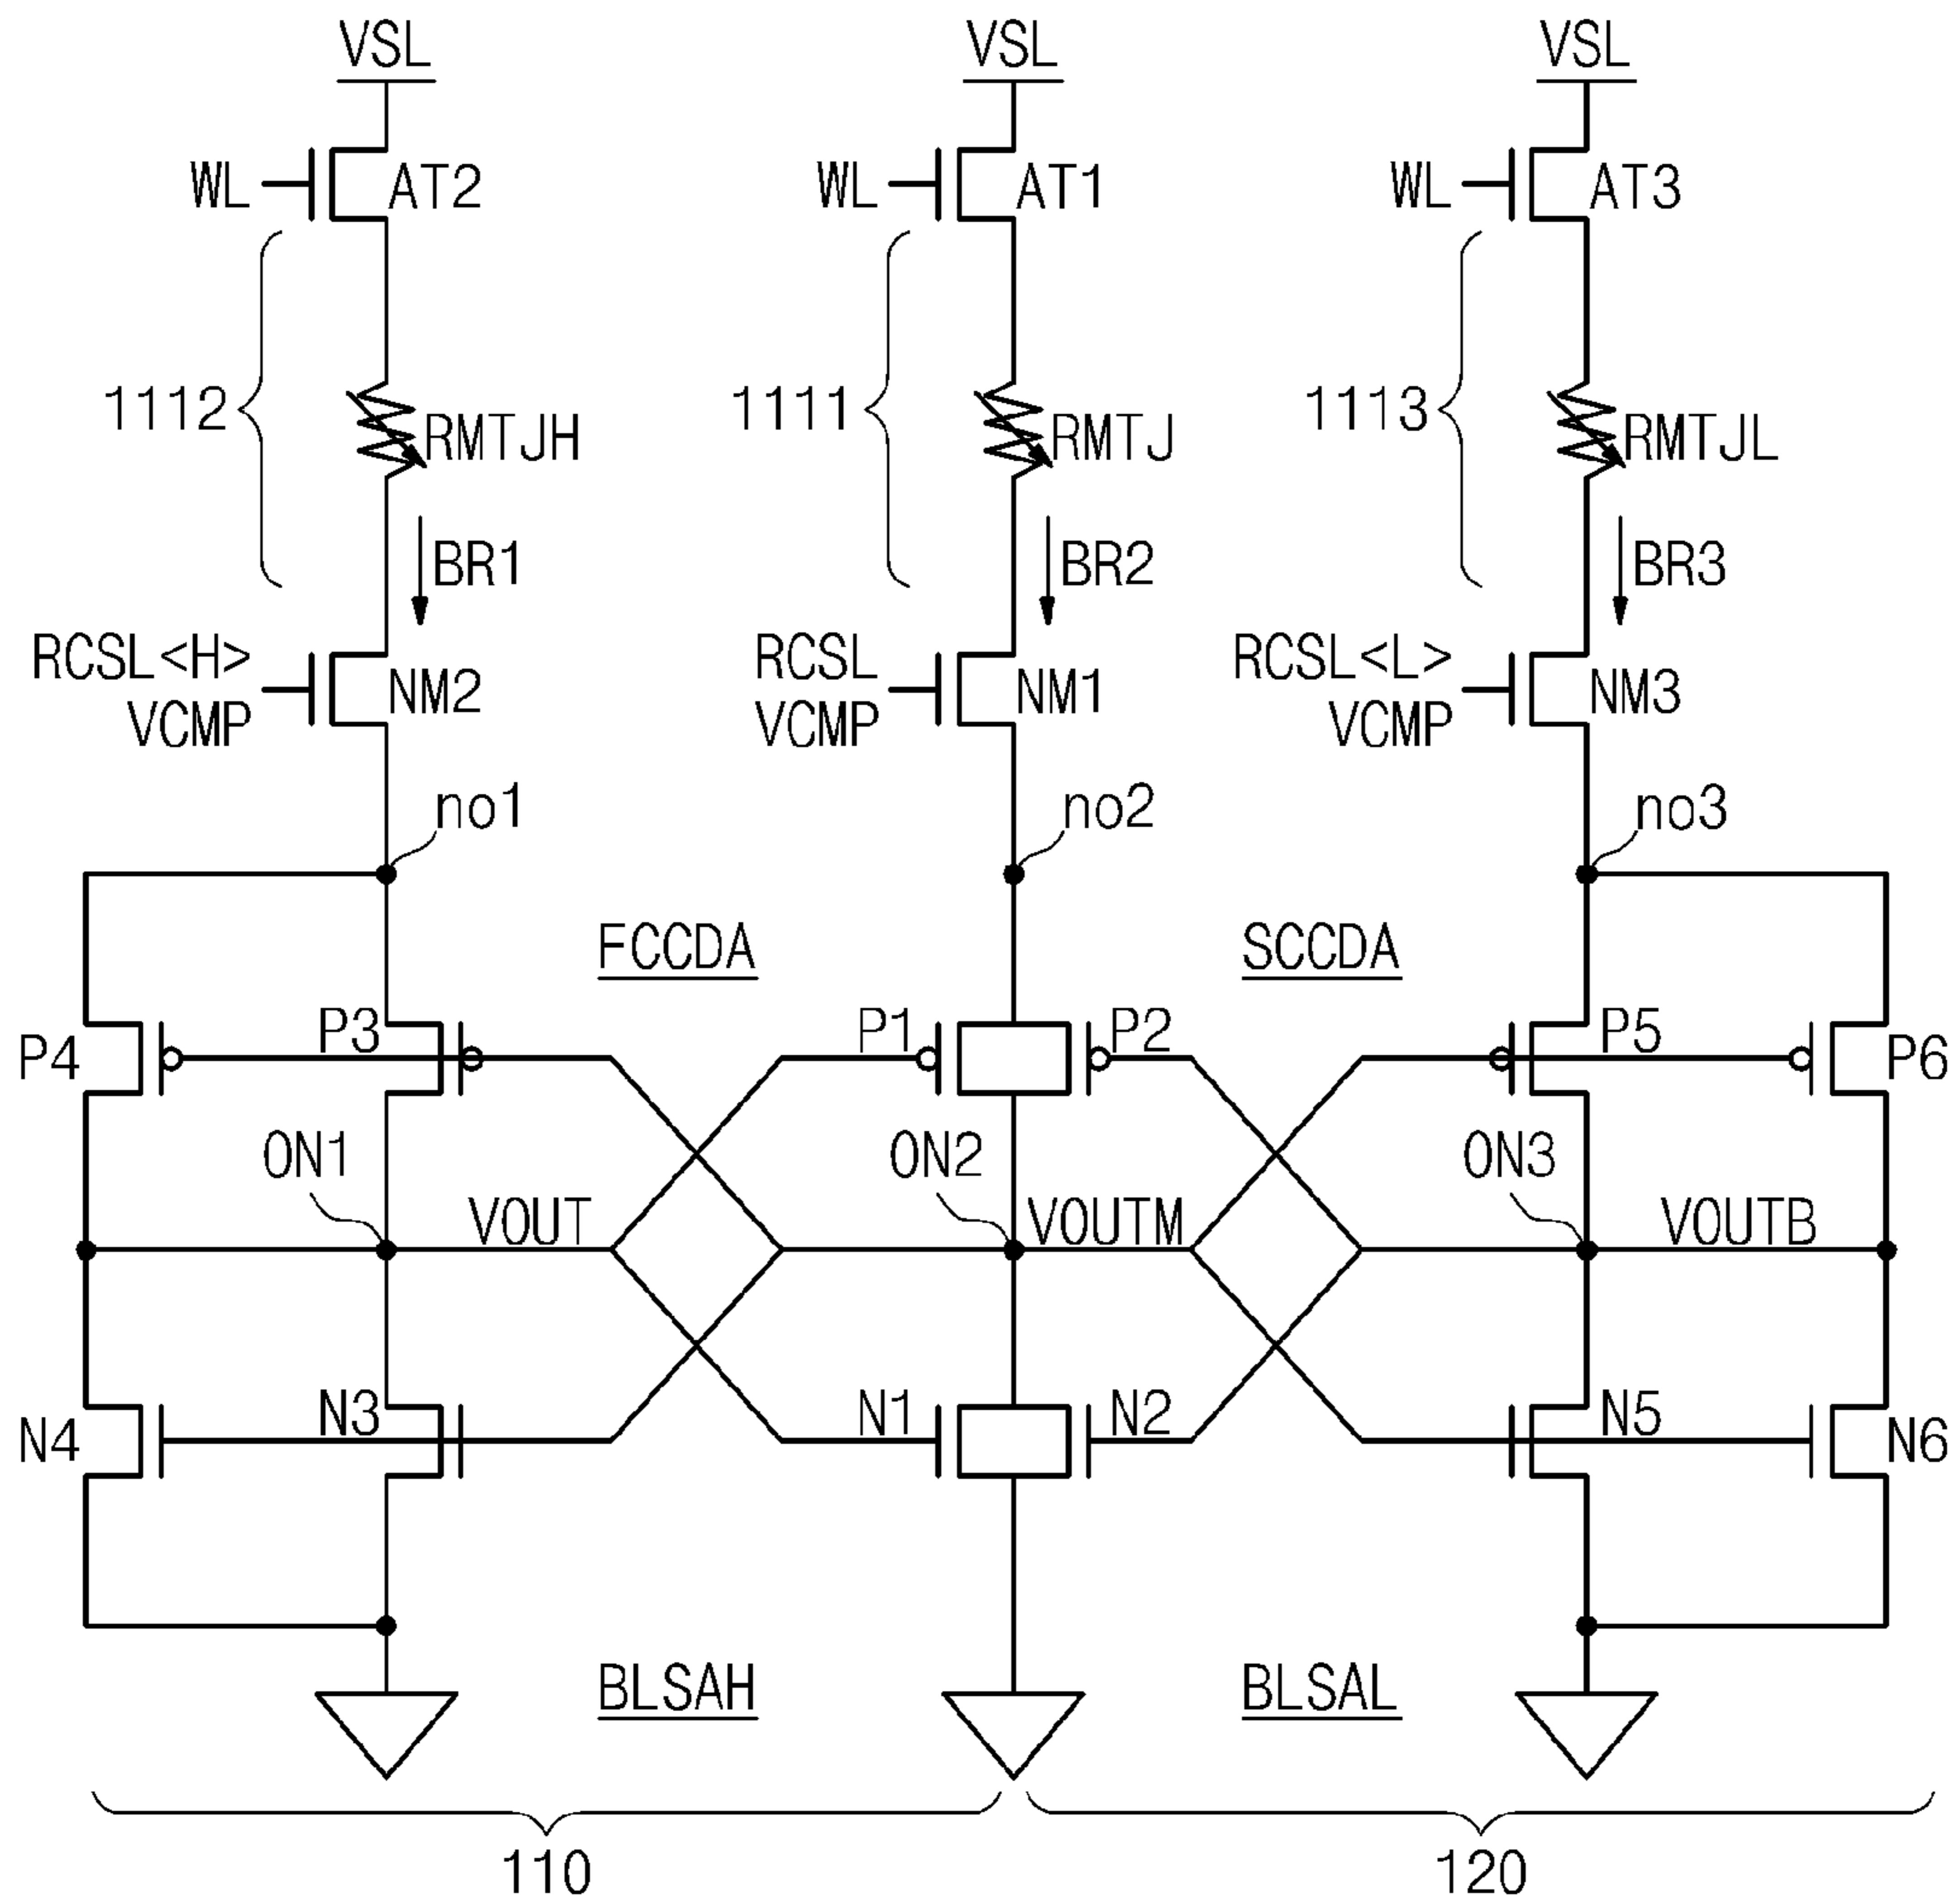 VSL VSL VSL
WL AT2 WL AT1 WL AT3
1112 RMTJH 1111 RMTJ 1113 RMTJL
BR1 BR2 BR3
RCSL<H> RCSL RCSL<L>
VCMP NM2 VCMP NM1 VCMP NM3
no1 no2 no3
FCCDA SCCDA
P4 P3 P1 P2 P5 P6
ON1 ON2 ON3
VOUT VOUTM VOUTB
N4 N3 N1 N2 N5 N6
BLSAH BLSAL
110 120